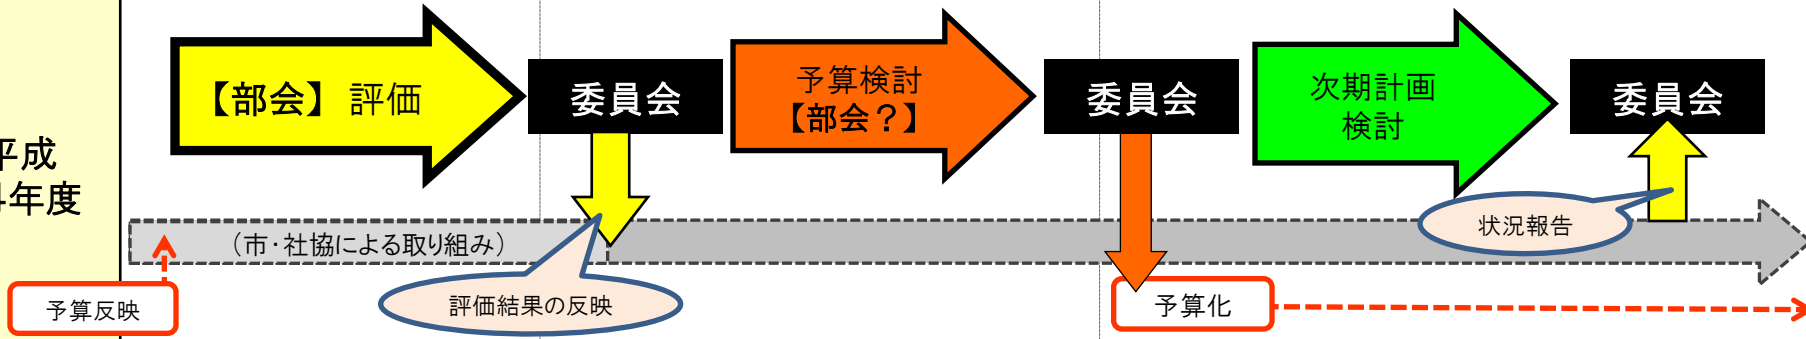 平成
年度
【部会】評価
委員会
予算検討
【部会？】
委員会
次期計画
検討
委員会
（市・社協による取り組み）
状況報告
予算反映
評価結果の反映
予算化